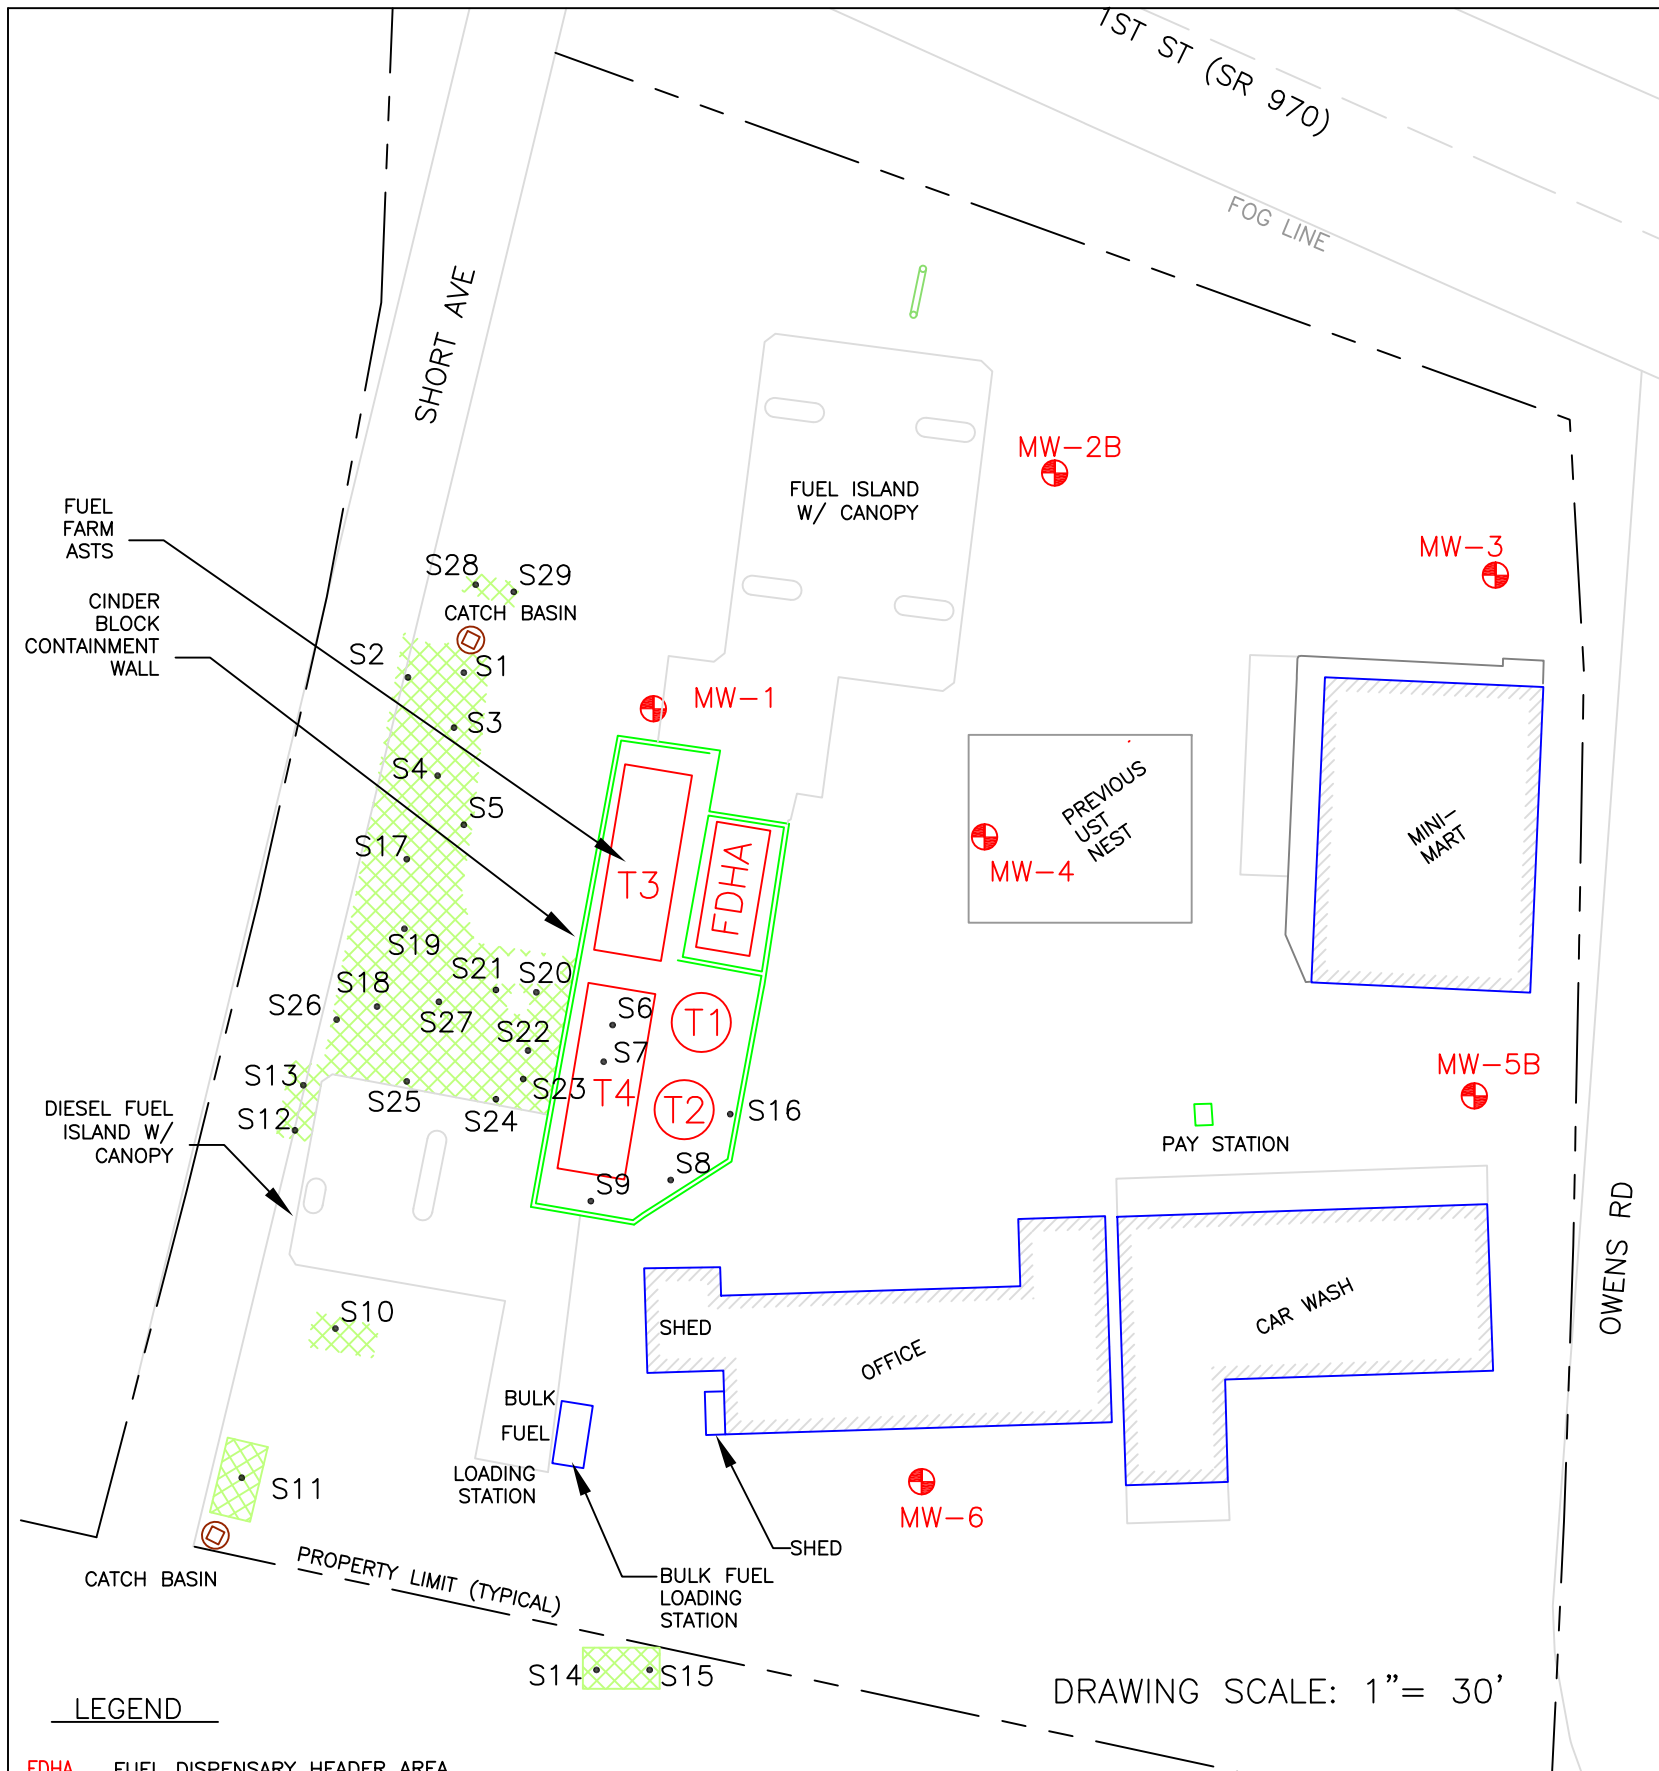 1ST ST (SR 970)
FOG LINE
SHORT AVE
MW-2B
FUEL ISLAND
W/ CANOPY
FUEL
FARM
ASTS
MW-3
S28
S29
CATCH BASIN
CINDER
BLOCK
CONTAINMENT
WALL
S2
S1
MW-1
S3
S4
S5
S17
T3
FDHA
PREVIOUS
UST
NEST
MW-4
MINI-
MART
S19
S21
S20
S18
S26
S27
S6
T1
S22
S7
S13
S25
S23
T4
S24
T2
S16
S12
MW-5B
DIESEL FUEL
ISLAND W/
CANOPY
PAY STATION
S9
S8
OWENS RD
S10
SHED
OFFICE
CAR WASH
BULK
FUEL
LOADING
STATION
S11
MW-6
SHED
CATCH BASIN
PROPERTY LIMIT (TYPICAL)
BULK FUEL
LOADING
STATION
S14
S15
DRAWING SCALE: 1"= 30'
LEGEND
FDHA FUEL DISPENSARY HEADER AREA